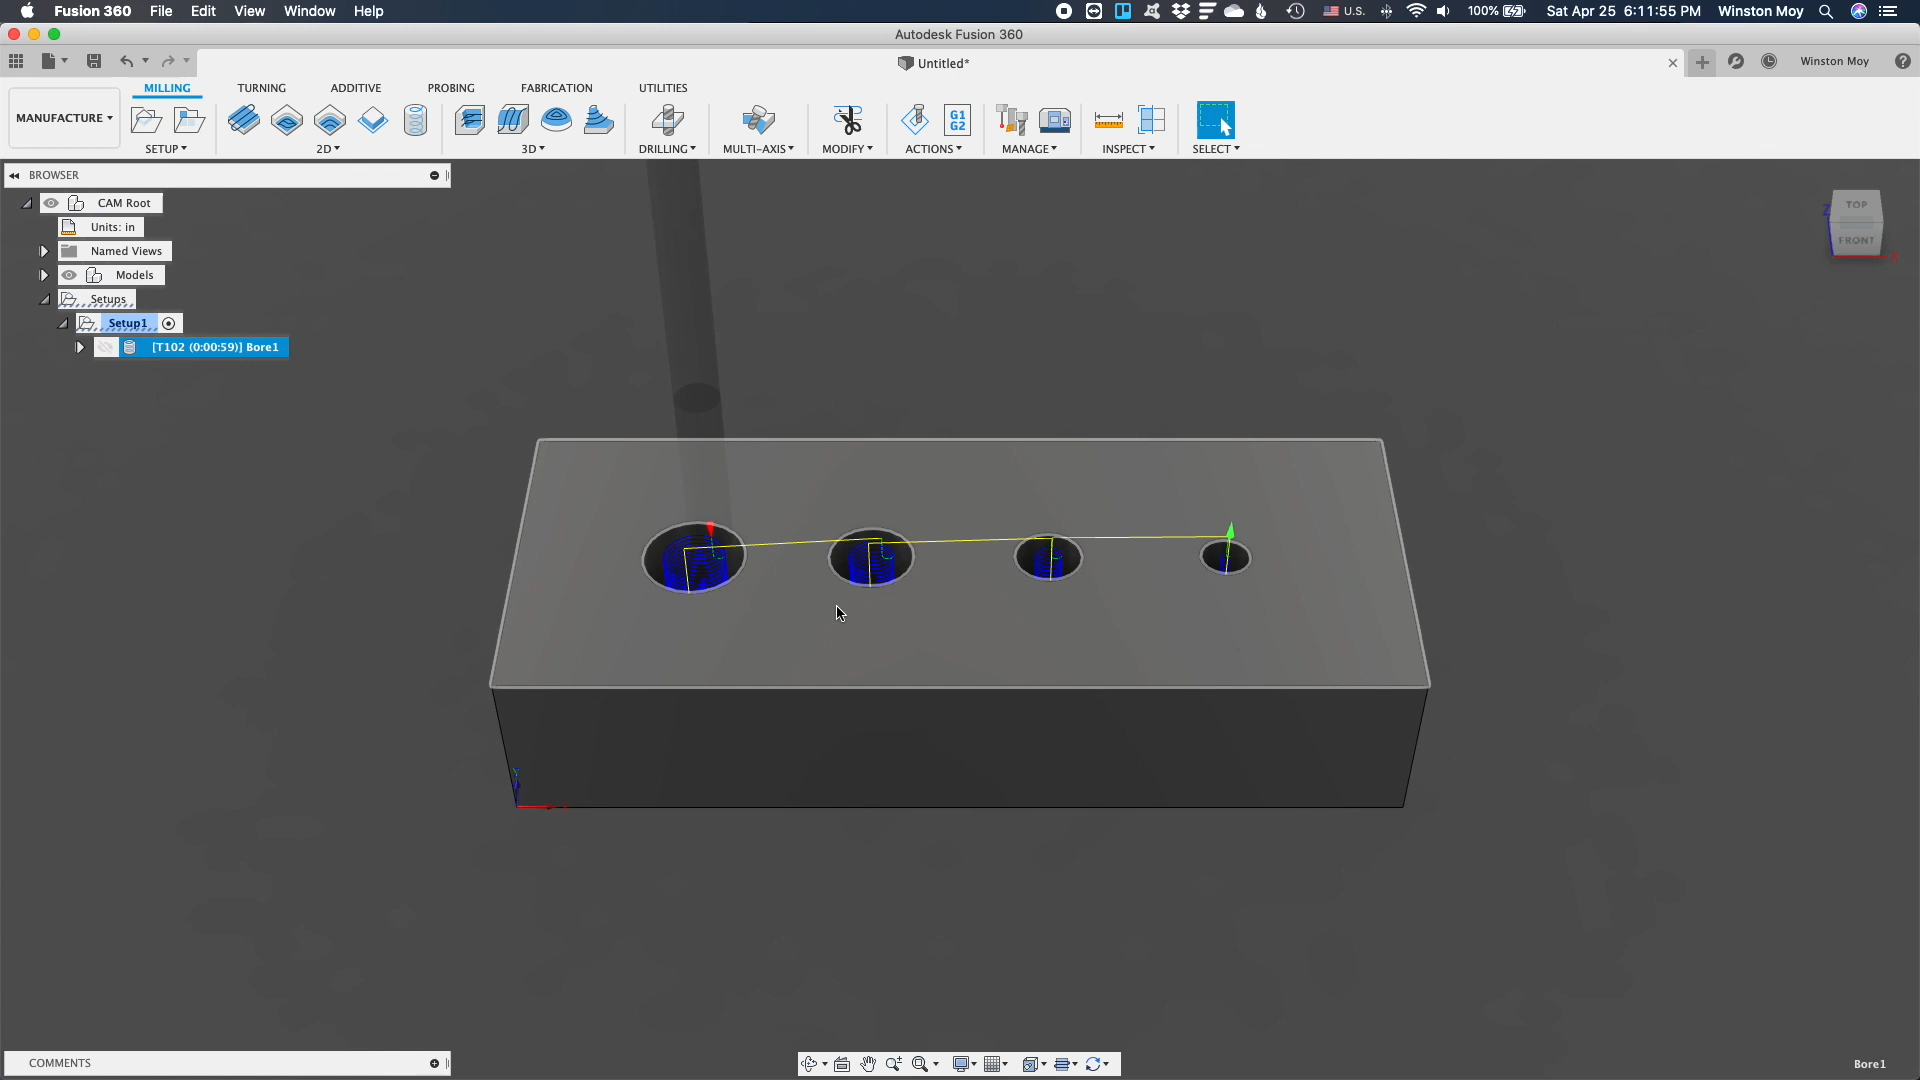 Fusion 360 File Edit View Window Help U.S. 100% Sat Apr 25 6:11:55 PM Winston Moy
Autodesk Fusion 360
Untitled* Winston Moy
MILLING TURNING ADDITIVE PROBING FABRICATION UTILITIES
MANUFACTURE
G1
G2
SETUP 2D 3D DRILLING MULTI-AXIS MODIFY ACTIONS MANAGE INSPECT SELECT
BROWSER
CAM Root
Units: in
Named Views
Models
Setups
Setup1
[T102 (0:00:59)] Bore1
Z
TOP
FRONT
X
Y
COMMENTS
Bore1